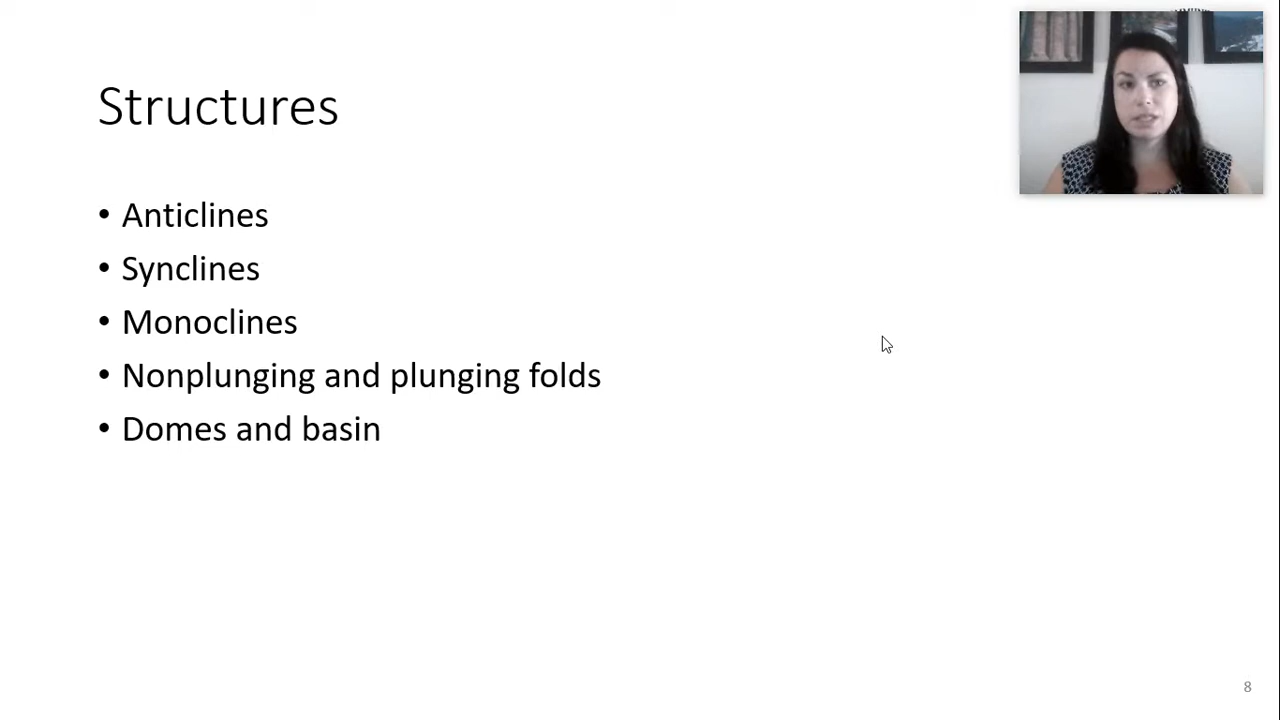 Structures
• Anticlines
• Synclines
• Monoclines
• Nonplunging and plunging folds
• Domes and basin
8